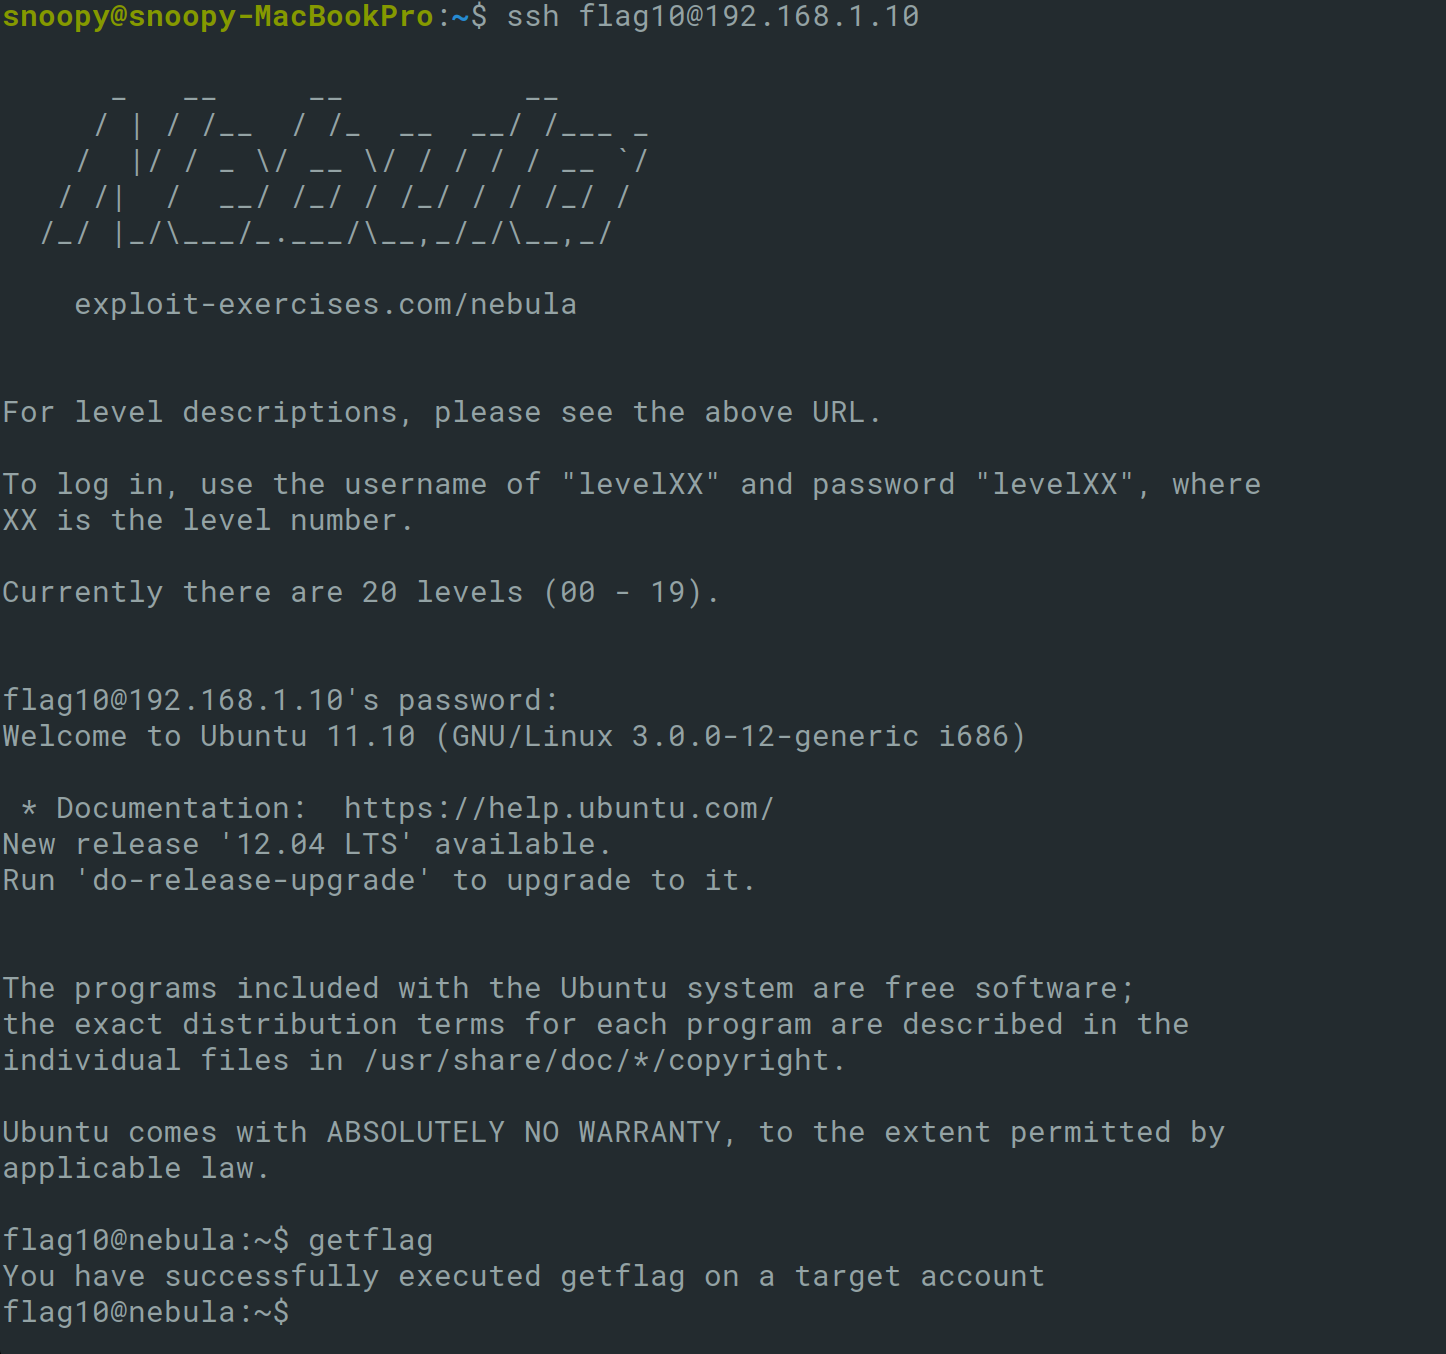 snoopy@snoopy-MacBookPro:~$ ssh flag10@192.168.1.10
      _   __     __          __
     / | / /__  / /_  __  __/ /___ _
    /  |/ / _ \/ __ \/ / / / / __ `/
   / /|  /  __/ /_/ / /_/ / / /_/ /
  /_/ |_/\___/_.___/\__,_/_/\__,_/
    exploit-exercises.com/nebula
For level descriptions, please see the above URL.
To log in, use the username of "levelXX" and password "levelXX", where
XX is the level number.
Currently there are 20 levels (00 - 19).
flag10@192.168.1.10's password:
Welcome to Ubuntu 11.10 (GNU/Linux 3.0.0-12-generic i686)
 * Documentation:  https://help.ubuntu.com/
New release '12.04 LTS' available.
Run 'do-release-upgrade' to upgrade to it.
The programs included with the Ubuntu system are free software;
the exact distribution terms for each program are described in the
individual files in /usr/share/doc/*/copyright.
Ubuntu comes with ABSOLUTELY NO WARRANTY, to the extent permitted by
applicable law.
flag10@nebula:~$ getflag
You have successfully executed getflag on a target account
flag10@nebula:~$